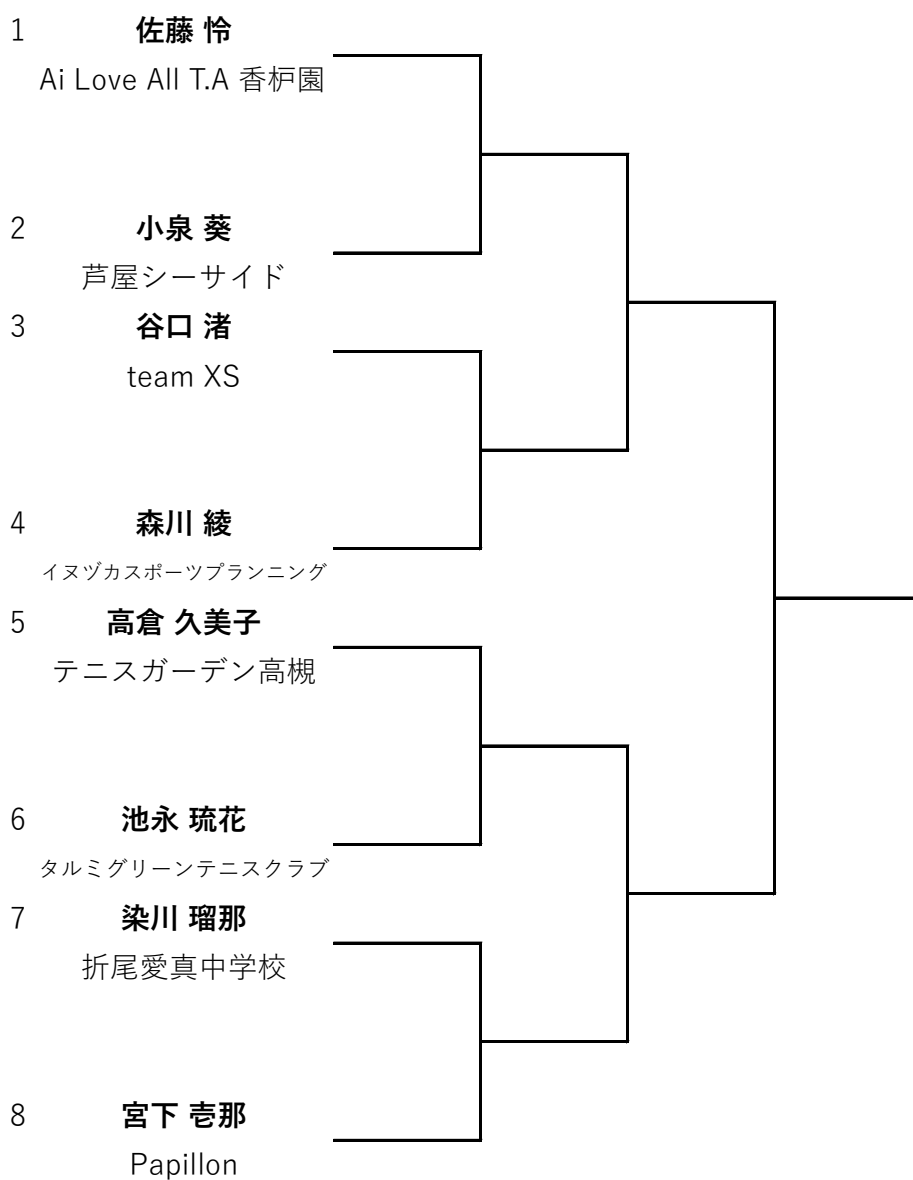 1 佐藤 怜
Ai Love All T.A 香枦園
2 小泉 葵
芦屋シーサイド
3 谷口 渚
team XS
4 森川 綾
イヌヅカスポーツプランニング
5 高倉 久美子
テニスガーデン高槻
6 池永 琉花
タルミグリーンテニスクラブ
7 染川 瑠那
折尾愛真中学校
8 宮下 壱那
Papillon